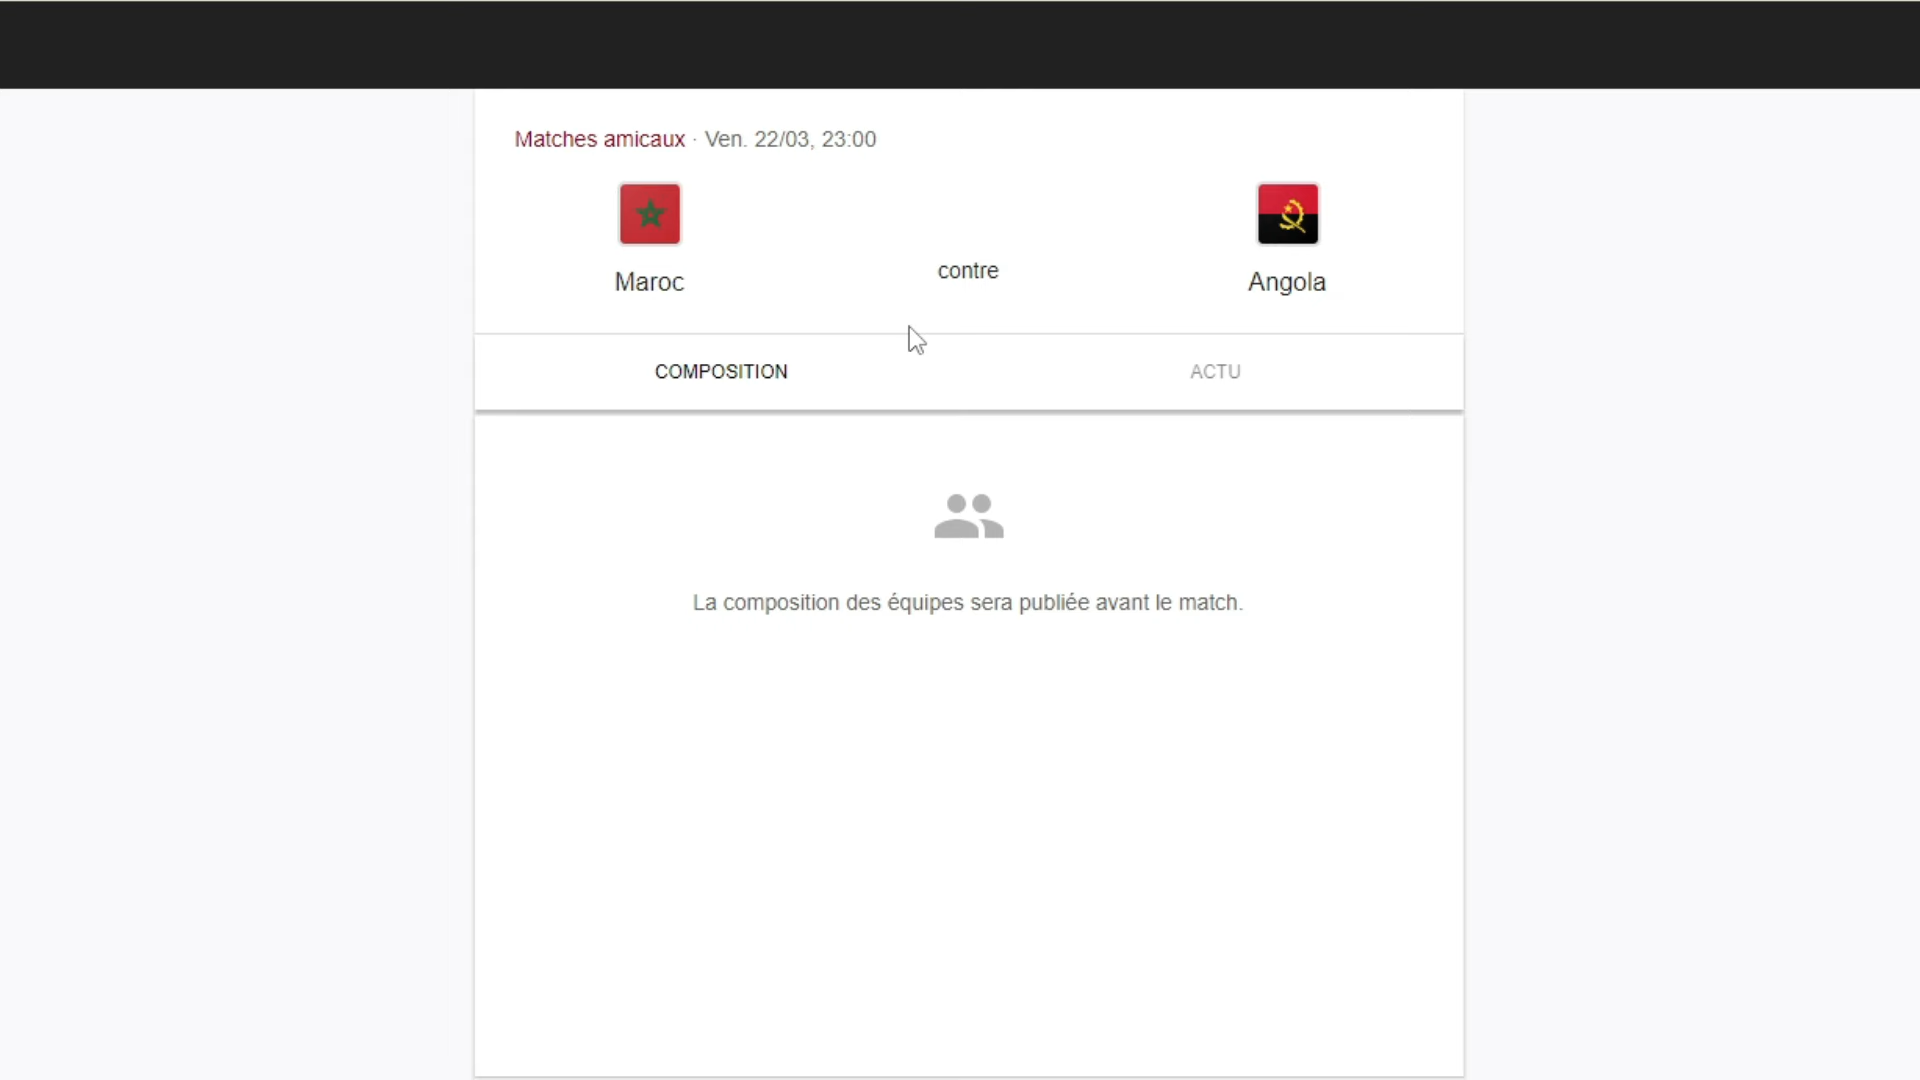 Matches amicaux · Ven. 22/03, 23:00
Maroc
contre
Angola
COMPOSITION
ACTU
La composition des équipes sera publiée avant le match.